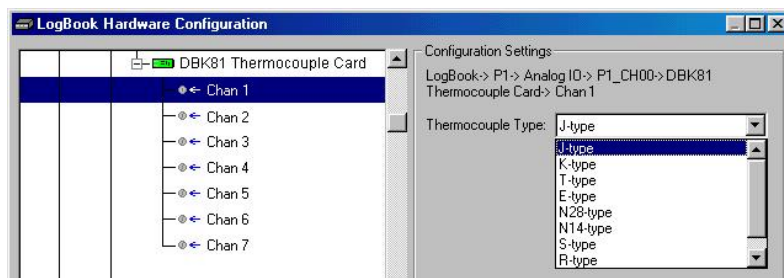 LogBook Hardware Configuration
DBK81 Thermocouple Card
Chan 1
Chan 2
Chan 3
Chan 4
Chan 5
Chan 6
Chan 7
Configuration Settings
LogBook-> P1-> Analog IO-> P1_CH00-> DBK81
Thermocouple Card-> Chan 1
Thermocouple Type: J-type
J-type
K-type
T-type
E-type
N28-type
N14-type
S-type
R-type